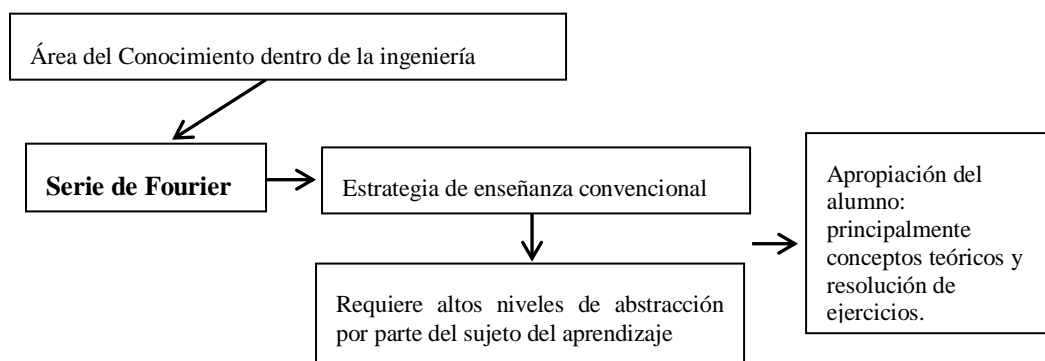 Área del Conocimiento dentro de la ingeniería
Serie de Fourier
Estrategia de enseñanza convencional
Requiere altos niveles de abstracción
por parte del sujeto del aprendizaje
Apropiación del
alumno:
principalmente
conceptos teóricos y
resolución de
ejercicios.